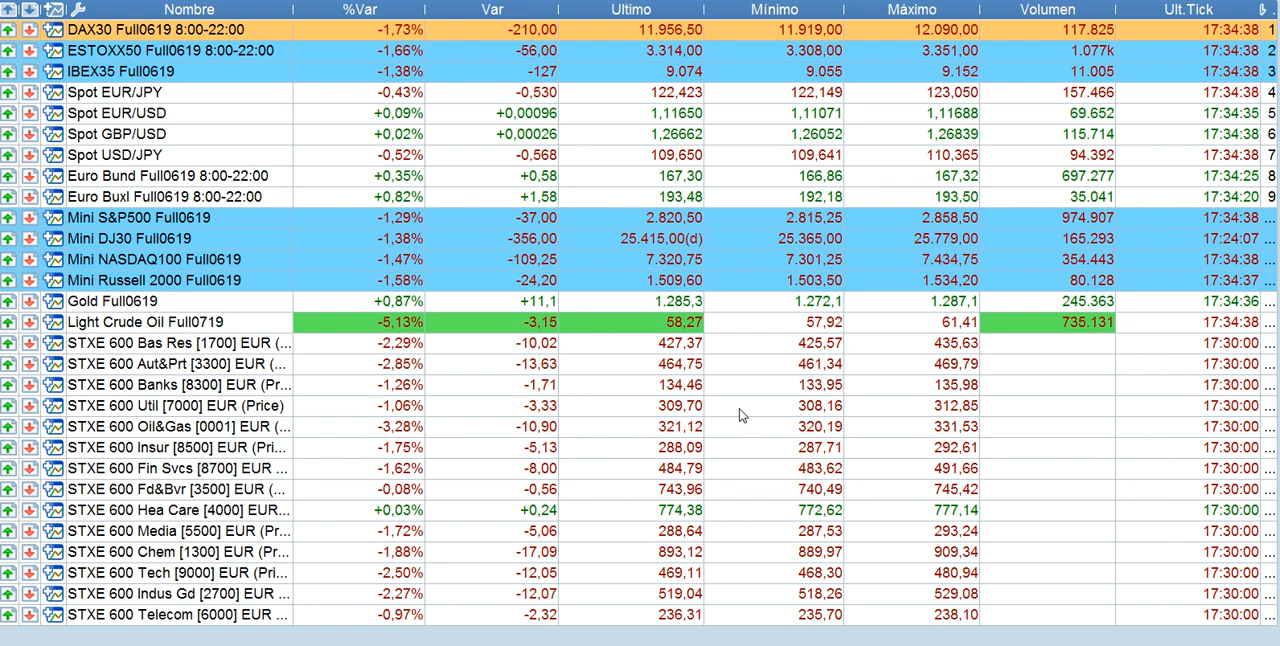 Nombre %Var Var Ultimo Mínimo Máximo Volumen Ult.Tick
DAX30 Full0619 8:00-22:00 -1,73% -210,00 11.956,50 11.919,00 12.090,00 117.825 17:34:38 1
ESTOXX50 Full0619 8:00-22:00 -1,66% -56,00 3.314,00 3.308,00 3.351,00 1.077k 17:34:38 2
IBEX35 Full0619 -1,38% -127 9.074 9.055 9.152 11.005 17:34:38 3
Spot EUR/JPY -0,43% -0,530 122,423 122,149 123,050 157.466 17:34:38 4
Spot EUR/USD +0,09% +0,00096 1,11650 1,11071 1,11688 69.652 17:34:35 5
Spot GBP/USD +0,02% +0,00026 1,26662 1,26052 1,26839 115.714 17:34:38 6
Spot USD/JPY -0,52% -0,568 109,650 109,641 110,365 94.392 17:34:38 7
Euro Bund Full0619 8:00-22:00 +0,35% +0,58 167,30 166,86 167,32 697.277 17:34:25 8
Euro Buxl Full0619 8:00-22:00 +0,82% +1,58 193,48 192,18 193,50 35.041 17:34:20 9
Mini S&P500 Full0619 -1,29% -37,00 2.820,50 2.815,25 2.858,50 974.907 17:34:38 ...
Mini DJ30 Full0619 -1,38% -356,00 25.415,00(d) 25.365,00 25.779,00 165.293 17:24:07 ...
Mini NASDAQ100 Full0619 -1,47% -109,25 7.320,75 7.301,25 7.434,75 354.443 17:34:38 ...
Mini Russell 2000 Full0619 -1,58% -24,20 1.509,60 1.503,50 1.534,20 80.128 17:34:37 ...
Gold Full0619 +0,87% +11,1 1.285,3 1.272,1 1.287,1 245.363 17:34:36 ...
Light Crude Oil Full0719 -5,13% -3,15 58,27 57,92 61,41 735.131 17:34:38 ...
STXE 600 Bas Res [1700] EUR (... -2,29% -10,02 427,37 425,57 435,63 17:30:00 ...
STXE 600 Aut&Prt [3300] EUR (... -2,85% -13,63 464,75 461,34 469,79 17:30:00 ...
STXE 600 Banks [8300] EUR (Pr... -1,26% -1,71 134,46 133,95 135,98 17:30:00 ...
STXE 600 Util [7000] EUR (Price) -1,06% -3,33 309,70 308,16 312,85 17:30:00 ...
STXE 600 Oil&Gas [0001] EUR (... -3,28% -10,90 321,12 320,19 331,53 17:30:00 ...
STXE 600 Insur [8500] EUR (Pri... -1,75% -5,13 288,09 287,71 292,61 17:30:00 ...
STXE 600 Fin Svcs [8700] EUR ... -1,62% -8,00 484,79 483,62 491,66 17:30:00 ...
STXE 600 Fd&Bvr [3500] EUR (... -0,08% -0,56 743,96 740,49 745,42 17:30:00 ...
STXE 600 Hea Care [4000] EUR... +0,03% +0,24 774,38 772,62 777,14 17:30:00 ...
STXE 600 Media [5500] EUR (Pr... -1,72% -5,06 288,64 287,53 293,24 17:30:00 ...
STXE 600 Chem [1300] EUR (Pr... -1,88% -17,09 893,12 889,97 909,34 17:30:00 ...
STXE 600 Tech [9000] EUR (Pri... -2,50% -12,05 469,11 468,30 480,94 17:30:00 ...
STXE 600 Indus Gd [2700] EUR ... -2,27% -12,07 519,04 518,26 529,08 17:30:00 ...
STXE 600 Telecom [6000] EUR ... -0,97% -2,32 236,31 235,70 238,10 17:30:00 ...